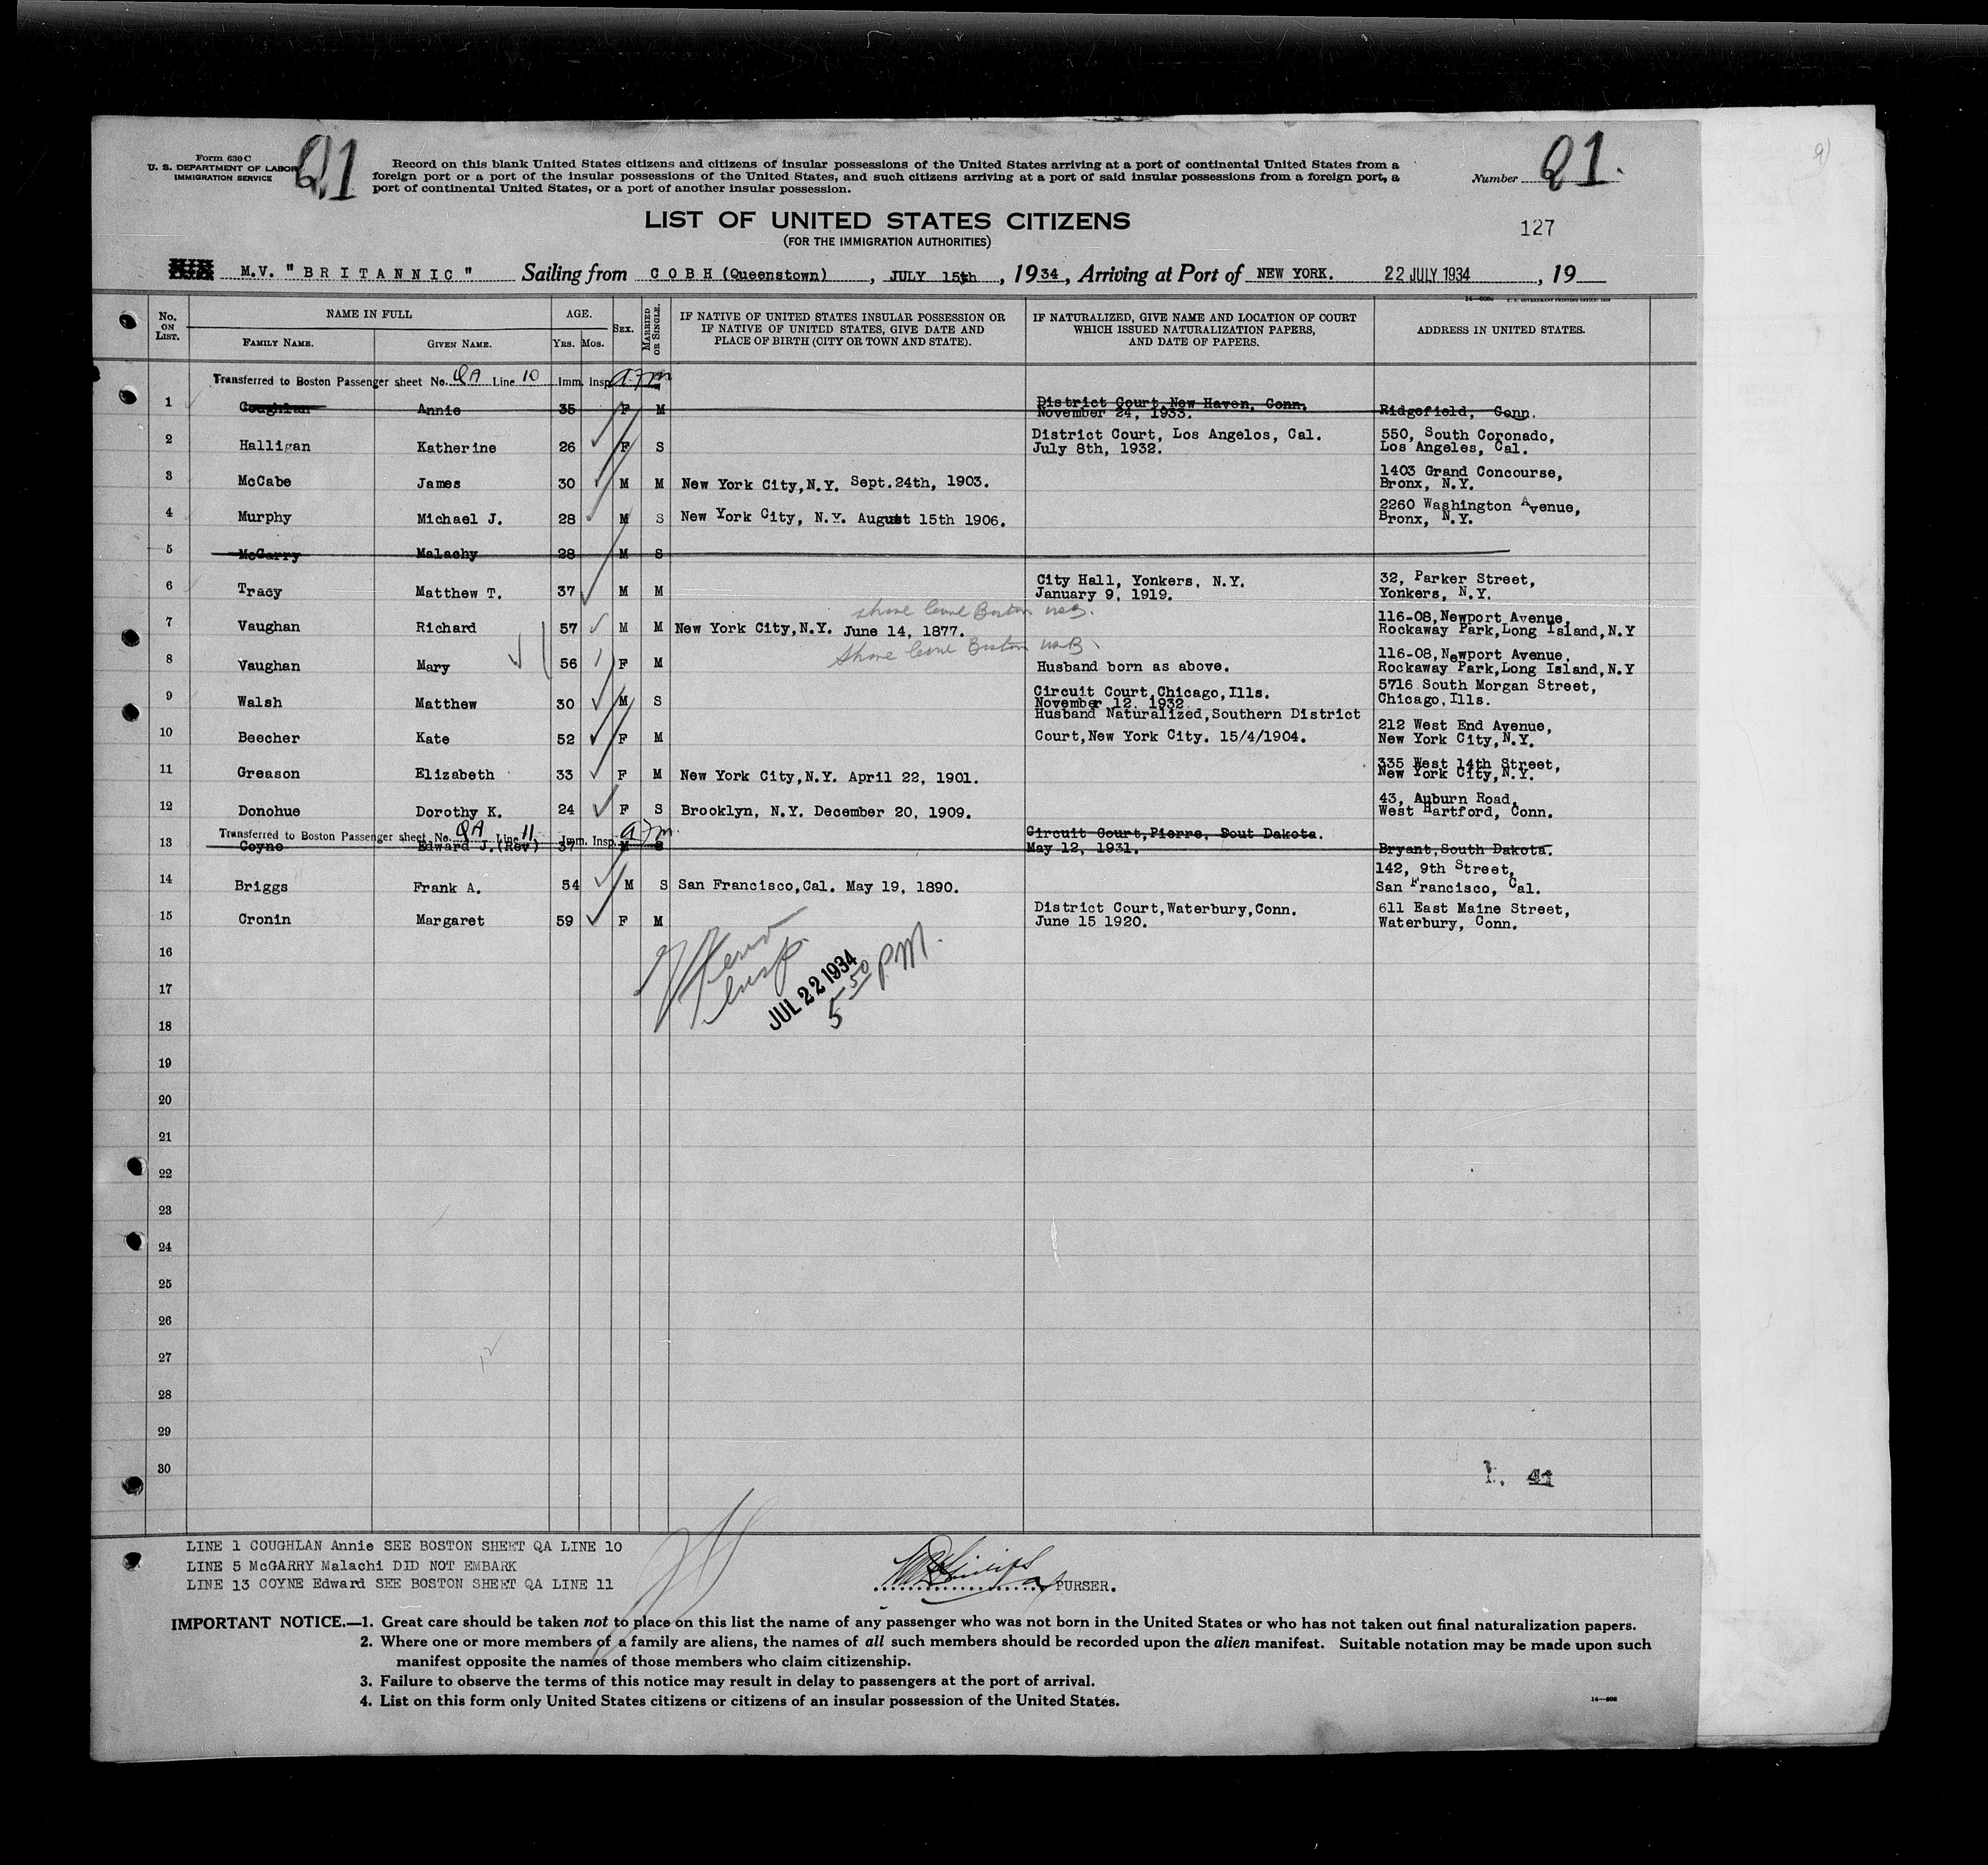 Form 630 C
U. S. DEPARTMENT OF LABOR
IMMIGRATION SERVICE
Q1
Record on this blank United States citizens and citizens of insular possessions of the United States arriving at a port of continental United States from a
foreign port or a port of the insular possessions of the United States, and such citizens arriving at a port of said insular possessions from a foreign port, a
port of continental United States, or a port of another insular possession.
Number Q1.
LIST OF UNITED STATES CITIZENS
(FOR THE IMMIGRATION AUTHORITIES)
127
M.V. "BRITANNIC" Sailing from COBH (Queenstown), JULY 15th, 1934, Arriving at Port of NEW YORK. 22 JULY 1934, 19
No. ON LIST. NAME IN FULL AGE. SEX. MARRIED OR SINGLE. IF NATIVE OF UNITED STATES INSULAR POSSESSION OR IF NATIVE OF UNITED STATES, GIVE DATE AND PLACE OF BIRTH (CITY OR TOWN AND STATE). IF NATURALIZED, GIVE NAME AND LOCATION OF COURT WHICH ISSUED NATURALIZATION PAPERS, AND DATE OF PAPERS. ADDRESS IN UNITED STATES.
FAMILY NAME. GIVEN NAME. YRS. MOS.
Transferred to Boston Passenger sheet No. QA Line 10 Imm. Insp.
1 Coughlan Annie 35 F M District Court, New Haven, Conn. November 24, 1933. Ridgefield, Conn.
2 Halligan Katherine 26 F S District Court, Los Angelos, Cal. July 8th, 1932. 550, South Coronado, Los Angeles, Cal.
3 McCabe James 30 M M New York City, N.Y. Sept.24th, 1903. 1403 Grand Concourse, Bronx, N.Y.
4 Murphy Michael J. 28 M S New York City, N.Y. August 15th 1906. 2260 Washington Avenue, Bronx, N.Y.
5 McGarry Malachy 28 M S
6 Tracy Matthew T. 37 M M City Hall, Yonkers, N.Y. January 9, 1919. 32, Parker Street, Yonkers, N.Y.
shore leave Boston
7 Vaughan Richard 57 M M New York City, N.Y. June 14, 1877. 116-08, Newport Avenue, Rockaway Park, Long Island, N.Y
Shore leave Boston
8 Vaughan Mary 56 F M Husband born as above. 116-08, Newport Avenue, Rockaway Park, Long Island, N.Y
9 Walsh Matthew 30 M S Circuit Court, Chicago, Ills. November 12, 1932 5716 South Morgan Street, Chicago, Ills.
10 Beecher Kate 52 F M Husband Naturalized, Southern District Court, New York City. 15/4/1904. 212 West End Avenue, New York City, N.Y.
11 Greason Elizabeth 33 F M New York City, N.Y. April 22, 1901. 335 West 14th Street, New York City, N.Y.
12 Donohue Dorothy K. 24 F S Brooklyn, N.Y. December 20, 1909. 43, Auburn Road, West Hartford, Conn.
Transferred to Boston Passenger sheet No. QA Line 11 Imm. Insp.
13 Coyne Edward J.(Rev) 37 M S Circuit Court, Pierre, Sout Dakota. May 12, 1931. Bryant, South Dakota.
14 Briggs Frank A. 54 M S San Francisco, Cal. May 19, 1890. 142, 9th Street, San Francisco, Cal.
15 Cronin Margaret 59 F M District Court, Waterbury, Conn. June 15 1920. 611 East Maine Street, Waterbury, Conn.
16
17
JUL 22 1934
5 50 PM.
18
19
20
21
22
23
24
25
26
27
28
29
30
LINE 1 COUGHLAN Annie SEE BOSTON SHEET QA LINE 10
LINE 5 McGARRY Malachi DID NOT EMBARK
LINE 13 COYNE Edward SEE BOSTON SHEET QA LINE 11
PURSER.
IMPORTANT NOTICE.—1. Great care should be taken not to place on this list the name of any passenger who was not born in the United States or who has not taken out final naturalization papers.
2. Where one or more members of a family are aliens, the names of all such members should be recorded upon the alien manifest. Suitable notation may be made upon such
manifest opposite the names of those members who claim citizenship.
3. Failure to observe the terms of this notice may result in delay to passengers at the port of arrival.
4. List on this form only United States citizens or citizens of an insular possession of the United States.